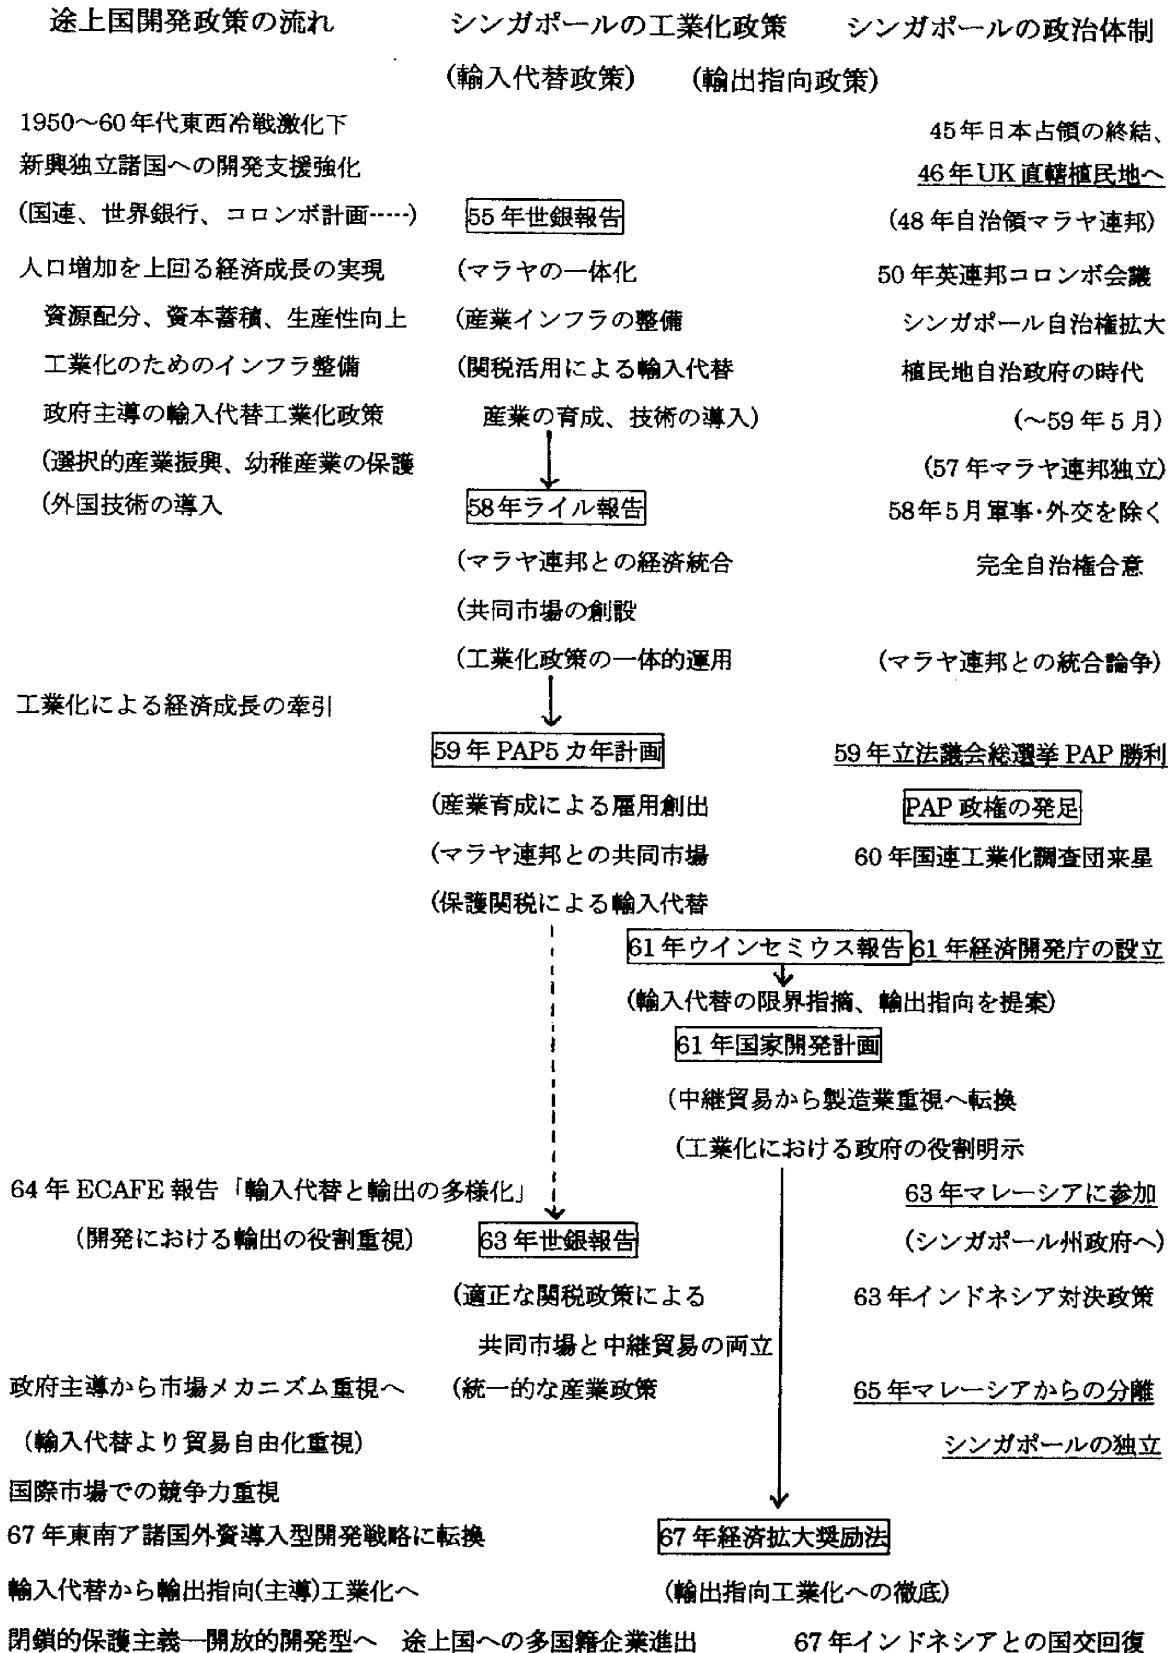 途上国開発政策の流れ　シンガポールの工業化政策　シンガポールの政治体制
(輸入代替政策)　(輸出指向政策)
1950～60年代東西冷戦激化下
45年日本占領の終結、
新興独立諸国への開発支援強化
46年UK直轄植民地へ
(国連、世界銀行、コロンボ計画‥‥‥)　55年世銀報告　(48年自治領マラヤ連邦)
人口増加を上回る経済成長の実現　(マラヤの一体化　50年英連邦コロンボ会議
資源配分、資本蓄積、生産性向上　(産業インフラの整備　シンガポール自治権拡大
工業化のためのインフラ整備　(関税活用による輸入代替　植民地自治政府の時代
政府主導の輸入代替工業化政策　産業の育成、技術の導入)　(～59年5月)
(選択的産業振興、幼稚産業の保護　(57年マラヤ連邦独立)
(外国技術の導入　58年ライル報告　58年5月軍事・外交を除く
(マラヤ連邦との経済統合　完全自治権合意
(共同市場の創設
(工業化政策の一体的運用　(マラヤ連邦との統合論争)
工業化による経済成長の牽引
59年PAP5カ年計画　59年立法議会総選挙PAP勝利
(産業育成による雇用創出　PAP政権の発足
(マラヤ連邦との共同市場　60年国連工業化調査団来星
(保護関税による輸入代替
61年ウインセミウス報告　61年経済開発庁の設立
(輸入代替の限界指摘、輸出指向を提案)
61年国家開発計画
(中継貿易から製造業重視へ転換
(工業化における政府の役割明示
64年ECAFE報告「輸入代替と輸出の多様化」　63年マレーシアに参加
(開発における輸出の役割重視)　63年世銀報告　(シンガポール州政府へ)
(適正な関税政策による　63年インドネシア対決政策
共同市場と中継貿易の両立
政府主導から市場メカニズム重視へ　(統一的な産業政策　65年マレーシアからの分離
(輸入代替より貿易自由化重視)　シンガポールの独立
国際市場での競争力重視
67年東南ア諸国外資導入型開発戦略に転換　67年経済拡大奨励法
輸入代替から輸出指向(主導)工業化へ　(輸出指向工業化への徹底)
閉鎖的保護主義―開放的開発型へ　途上国への多国籍企業進出　67年インドネシアとの国交回復